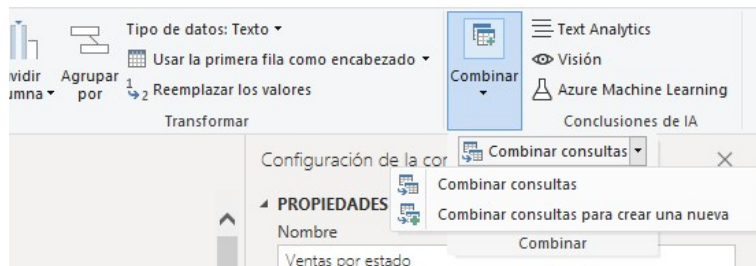 Tipo de datos: Texto
Usar la primera fila como encabezado
Reemplazar los valores
Agrupar
por
Transformar
Combinar
Text Analytics
Visión
Azure Machine Learning
Conclusiones de IA
Configuración de la
Combinar consultas
Combinar consultas
Combinar consultas para crear una nueva
Combinar
PROPIEDADES
Nombre
Ventas por estado